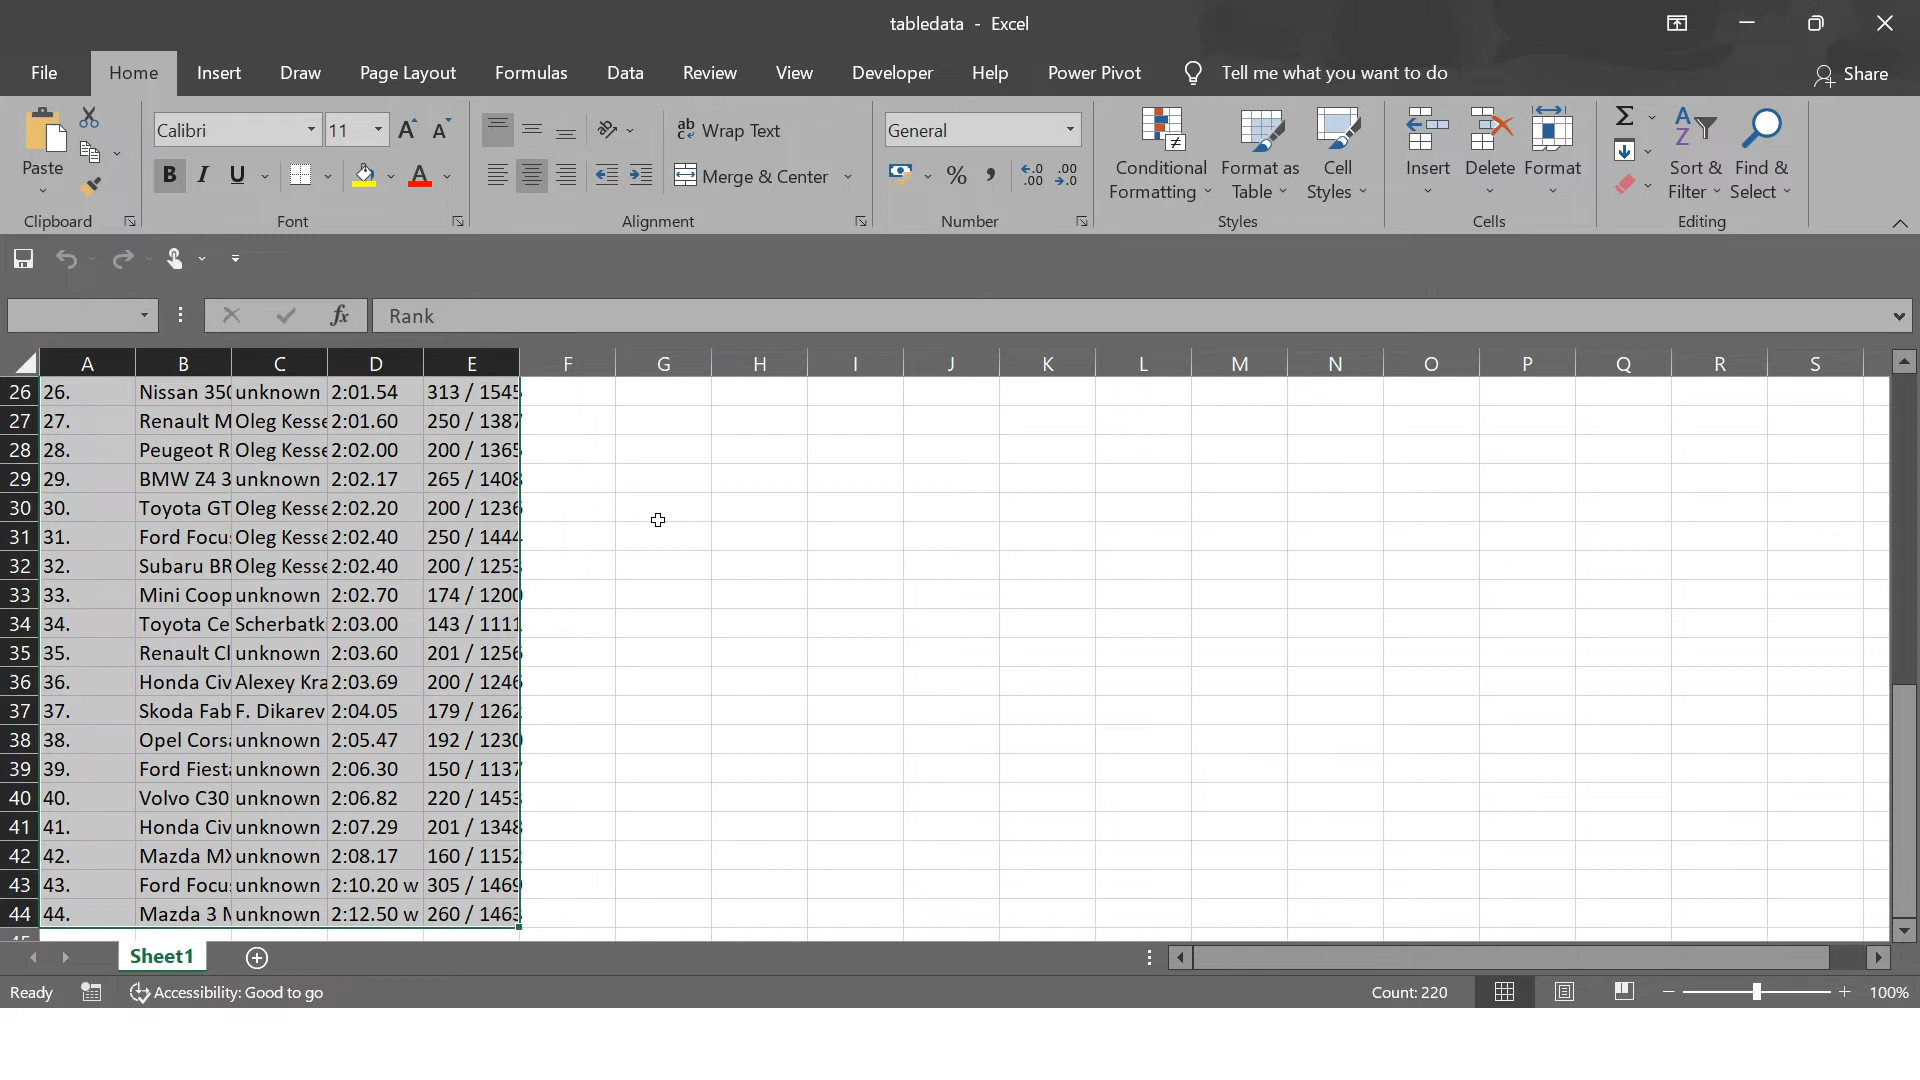 tabledata - Excel
File Home Insert Draw Page Layout Formulas Data Review View Developer Help Power Pivot Tell me what you want to do Share
Paste
Clipboard
Calibri 11
B I U A
Font
ab Wrap Text
Merge & Center
Alignment
General
% , .00 .00
Number
Conditional Formatting
Format as Table
Cell Styles
Styles
Insert Delete Format
Cells
Sort & Filter
Find & Select
Editing
fx Rank
A B C D E F G H I J K L M N O P Q R S
26 26. Nissan 350 unknown 2:01.54 313 / 1545
27 27. Renault M Oleg Kesse 2:01.60 250 / 1387
28 28. Peugeot R Oleg Kesse 2:02.00 200 / 1365
29 29. BMW Z4 3 unknown 2:02.17 265 / 1408
30 30. Toyota GT Oleg Kesse 2:02.20 200 / 1236
31 31. Ford Focu Oleg Kesse 2:02.40 250 / 1444
32 32. Subaru BR Oleg Kesse 2:02.40 200 / 1253
33 33. Mini Coop unknown 2:02.70 174 / 1200
34 34. Toyota Ce Scherbatk 2:03.00 143 / 1111
35 35. Renault Cl unknown 2:03.60 201 / 1256
36 36. Honda Civ Alexey Kra 2:03.69 200 / 1246
37 37. Skoda Fab F. Dikarev 2:04.05 179 / 1262
38 38. Opel Corsa unknown 2:05.47 192 / 1230
39 39. Ford Fiesta unknown 2:06.30 150 / 1137
40 40. Volvo C30 unknown 2:06.82 220 / 1453
41 41. Honda Civ unknown 2:07.29 201 / 1348
42 42. Mazda MX unknown 2:08.17 160 / 1152
43 43. Ford Focu unknown 2:10.20 w 305 / 1469
44 44. Mazda 3 M unknown 2:12.50 w 260 / 1463
Sheet1
Ready Accessibility: Good to go Count: 220 100%